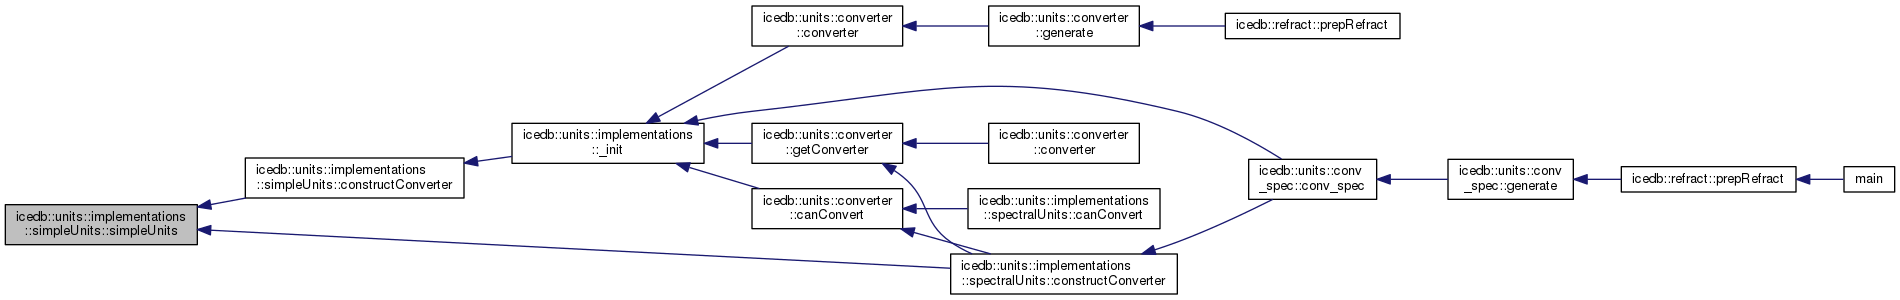 icedb::units::implementations
::simpleUnits::simpleUnits
icedb::units::implementations
::simpleUnits::constructConverter
icedb::units::implementations
::_init
icedb::units::converter
::converter
icedb::units::converter
::generate
icedb::refract::prepRefract
icedb::units::converter
::getConverter
icedb::units::converter
::converter
icedb::units::converter
::canConvert
icedb::units::implementations
::spectralUnits::canConvert
icedb::units::implementations
::spectralUnits::constructConverter
icedb::units::conv
_spec::conv_spec
icedb::units::conv
_spec::generate
icedb::refract::prepRefract
main